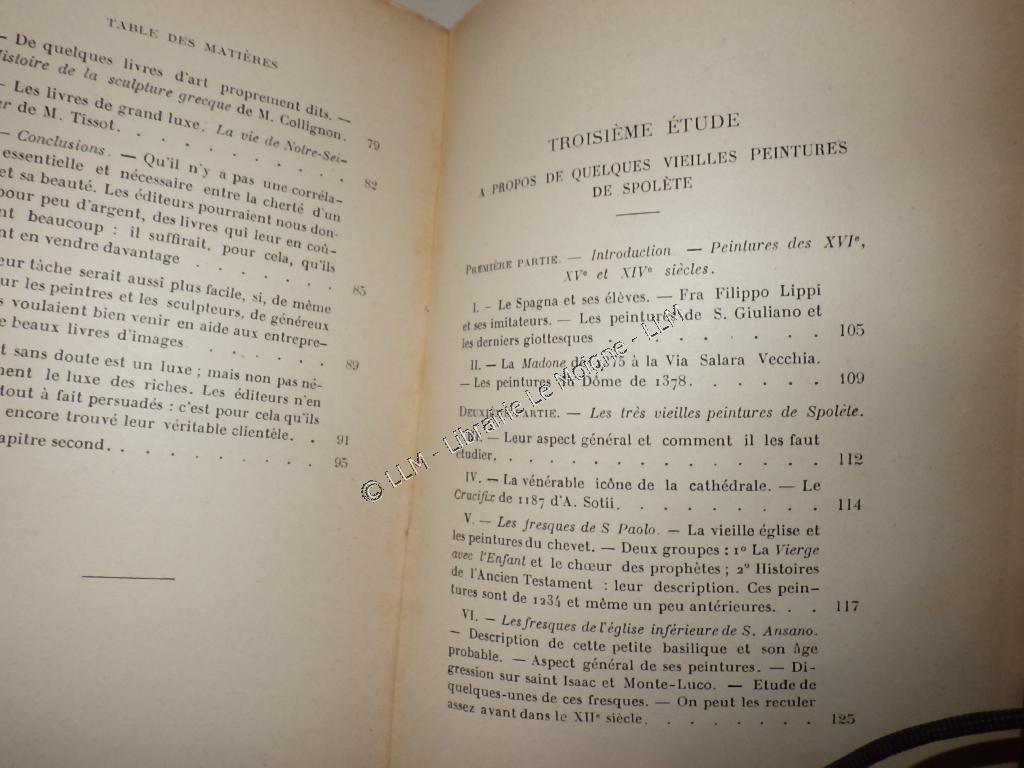 TABLE DES MATIÈRES
— De quelques livres d'art proprement dits. —
Histoire de la sculpture grecque de M. Collignon. 79
— Les livres de grand luxe. La vie de Notre-Sei-
de M. Tissot. . . . . . . . 82
— Conclusions. — Qu'il n'y a pas une corréla-
essentielle et nécessaire entre la cherté d'un
et sa beauté. Les éditeurs pourraient nous don-
pour peu d'argent, des livres qui leur en coû-
beaucoup : il suffirait, pour cela, qu'ils
en vendre davantage . . . . . . 85
tâche serait aussi plus facile, si, de même
les peintres et les sculpteurs, de généreux
voulaient bien venir en aide aux entrepre-
beaux livres d'images . . . . . 89
sans doute est un luxe ; mais non pas né-
le luxe des riches. Les éditeurs n'en
tout à fait persuadés : c'est pour cela qu'ils
encore trouvé leur véritable clientèle. . 91
second. . . . . . . . . . 95
TROISIÈME ÉTUDE
A PROPOS DE QUELQUES VIEILLES PEINTURES
DE SPOLÈTE
PREMIÈRE PARTIE. — Introduction. — Peintures des XVIe,
XVe et XIVe siècles.
I. — Le Spagna et ses élèves. — Fra Filippo Lippi
et ses imitateurs. — Les peintures de S. Giuliano et
les derniers giottesques . . . . . . . . 105
II. — La Madone de à la Via Salara Vecchia.
— Les peintures du Dôme de 1378. . . . . . 109
DEUXIÈME PARTIE. — Les très vieilles peintures de Spolète.
III. — Leur aspect général et comment il les faut
étudier. . . . . . . . . . . . . 112
IV. — La vénérable icône de la cathédrale. — Le
Crucifix de 1187 d'A. Sotii. . . . . . . . 114
V. — Les fresques de S Paolo. — La vieille église et
les peintures du chevet. — Deux groupes : 1º La Vierge
avec l'Enfant et le chœur des prophètes ; 2º Histoires
de l'Ancien Testament : leur description. Ces pein-
tures sont de 1234 et même un peu antérieures. . . 117
VI. — Les fresques de l'église inférieure de S. Ansano.
— Description de cette petite basilique et son âge
probable. — Aspect général de ses peintures. — Di-
gression sur saint Isaac et Monte-Luco. — Etude de
quelques-unes de ces fresques. — On peut les reculer
assez avant dans le XIIe siècle. . . . . . . 125
© LLM - Librairie Le Moigne - LLM